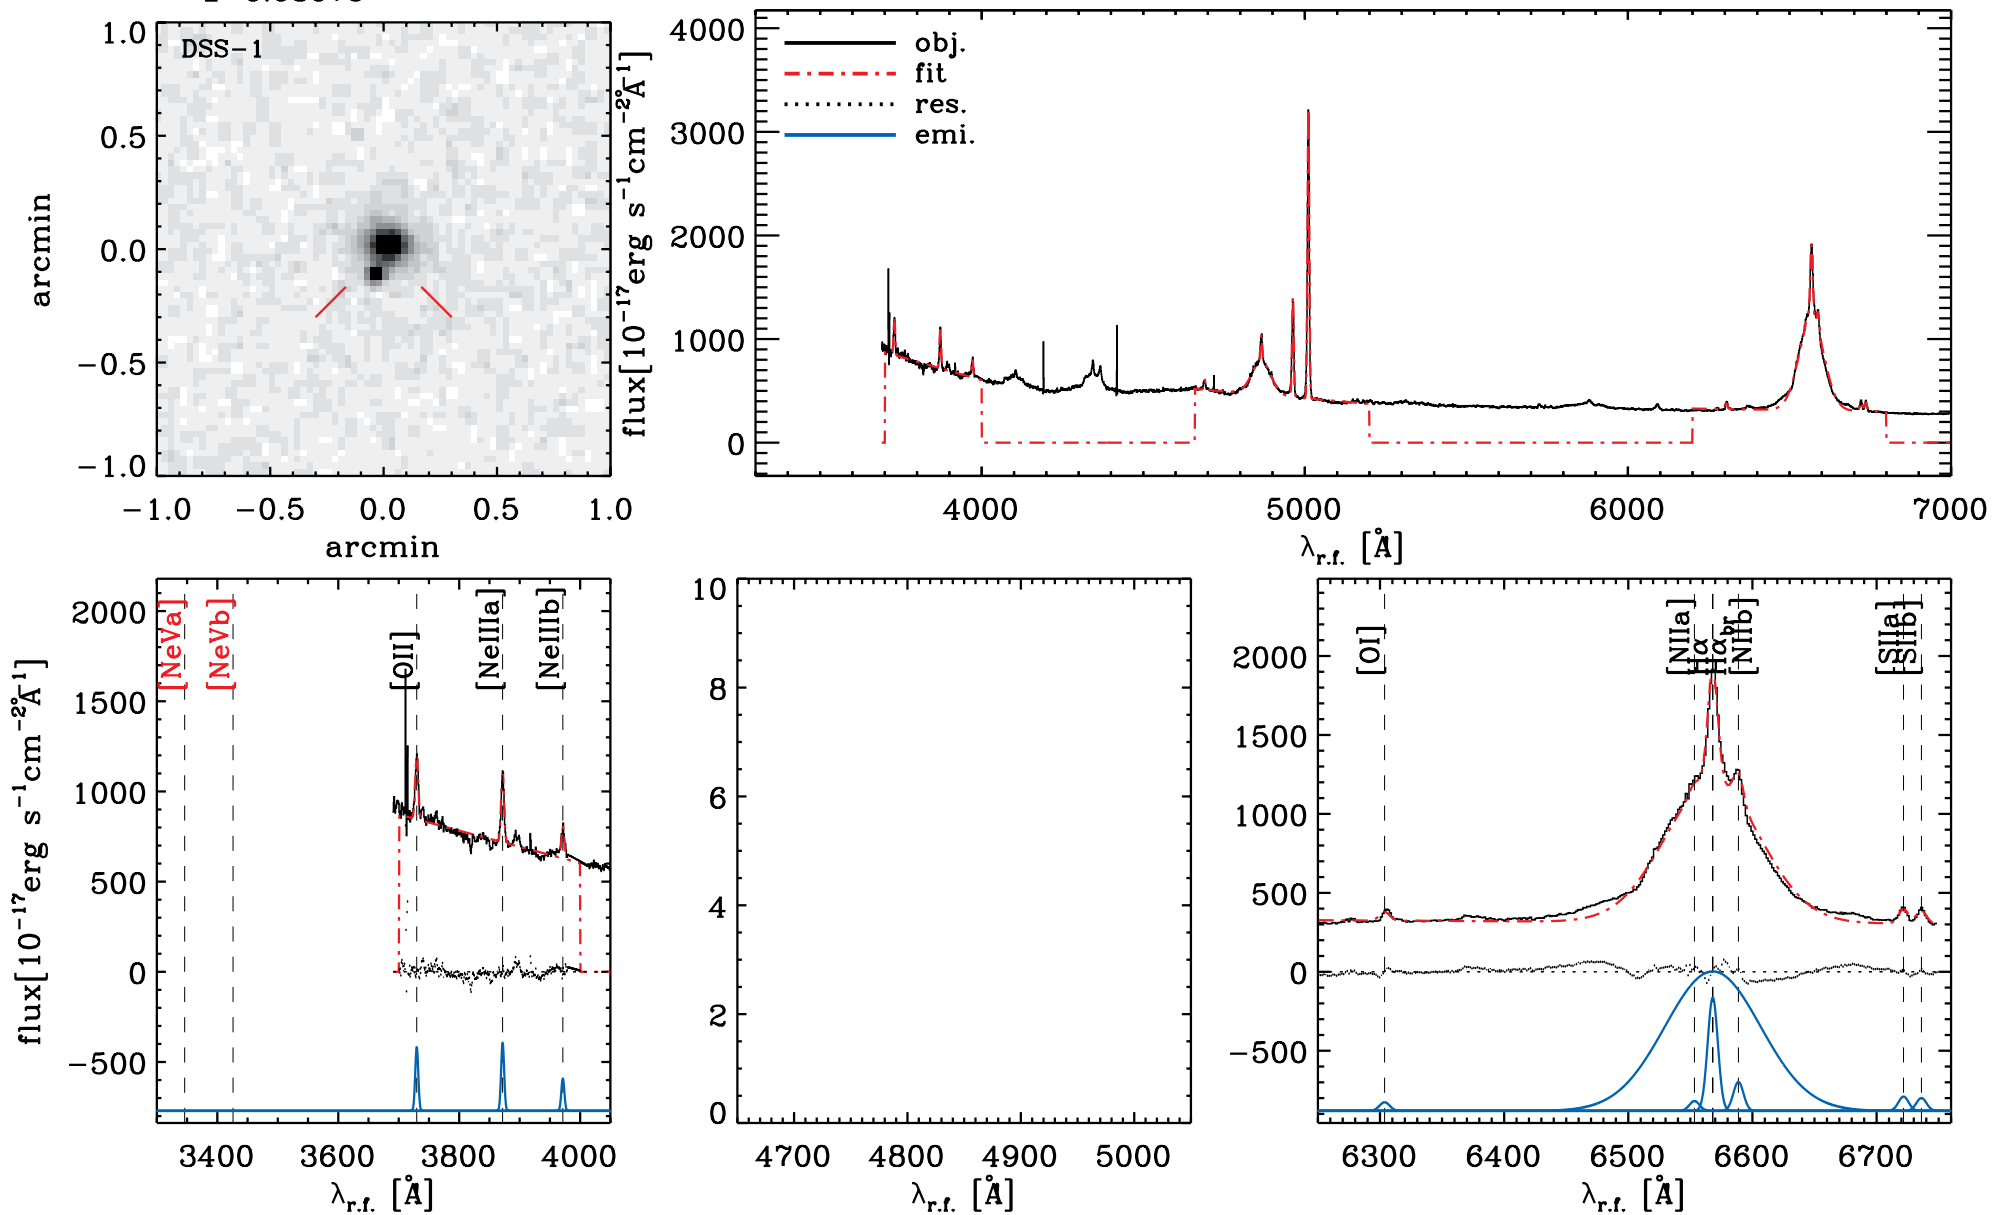 DSS-1
1.0
0.5
0.0
-0.5
-1.0
arcmin
-1.0 -0.5 0.0 0.5 1.0
arcmin
obj.
fit
res.
emi.
4000
3000
2000
1000
0
flux[10⁻¹⁷erg s⁻¹cm⁻²Å⁻¹]
4000 5000 6000 7000
λr.f. [Å]
[NeVa] [NeVb] [OII] [NeIIIa] [NeIIIb]
2000
1500
1000
500
0
-500
flux[10⁻¹⁷erg s⁻¹cm⁻²Å⁻¹]
3400 3600 3800 4000
λr.f. [Å]
10
8
6
4
2
0
4700 4800 4900 5000
λr.f. [Å]
[OI] [NIIa] Hα Hαbr [NIIb] [SIIa] [SIIb]
2000
1500
1000
500
0
-500
6300 6400 6500 6600 6700
λr.f. [Å]